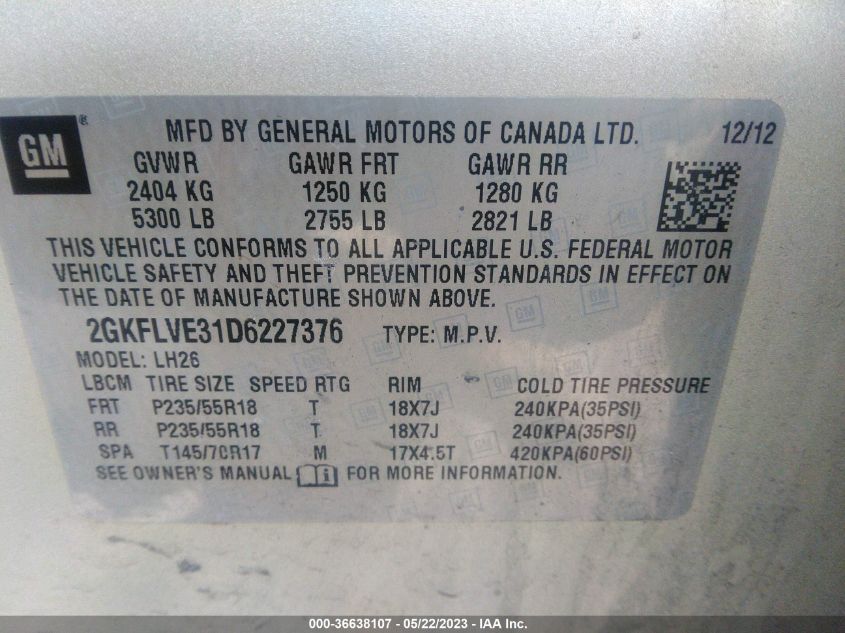 GM ® MFD BY GENERAL MOTORS OF CANADA LTD. 12/12
GVWR GAWR FRT GAWR RR
2404 KG 1250 KG 1280 KG
5300 LB 2755 LB 2821 LB
THIS VEHICLE CONFORMS TO ALL APPLICABLE U.S. FEDERAL MOTOR
VEHICLE SAFETY AND THEFT PREVENTION STANDARDS IN EFFECT ON
THE DATE OF MANUFACTURE SHOWN ABOVE.
2GKFLVE31D6227376 TYPE: M.P.V.
MODEL: LH26
LBCM TIRE SIZE SPEED RTG RIM COLD TIRE PRESSURE
FRT P235/55R18 T 18X7J 240KPA(35PSI)
RR P235/55R18 T 18X7J 240KPA(35PSI)
SPA T145/70R17 M 17X4.5T 420KPA(60PSI)
SEE OWNER'S MANUAL FOR MORE INFORMATION.
000-36638107 - 05/22/2023 - IAA Inc.